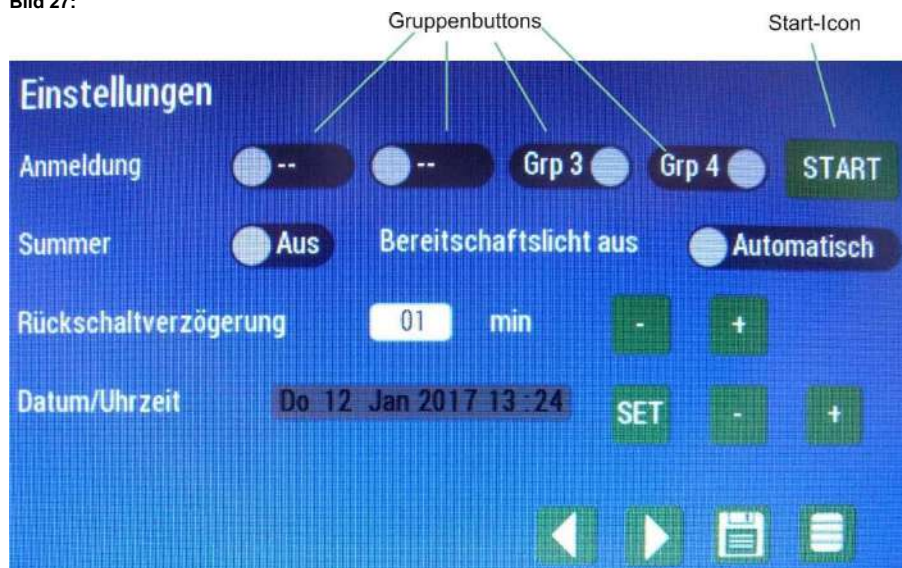 Bild 27:
Gruppenbuttons Start-Icon
Einstellungen
Anmeldung -- -- Grp 3 Grp 4 START
Summer Aus Bereitschaftslicht aus Automatisch
Rückschaltverzögerung 01 min - +
Datum/Uhrzeit Do 12 Jan 2017 13 : 24 SET - +